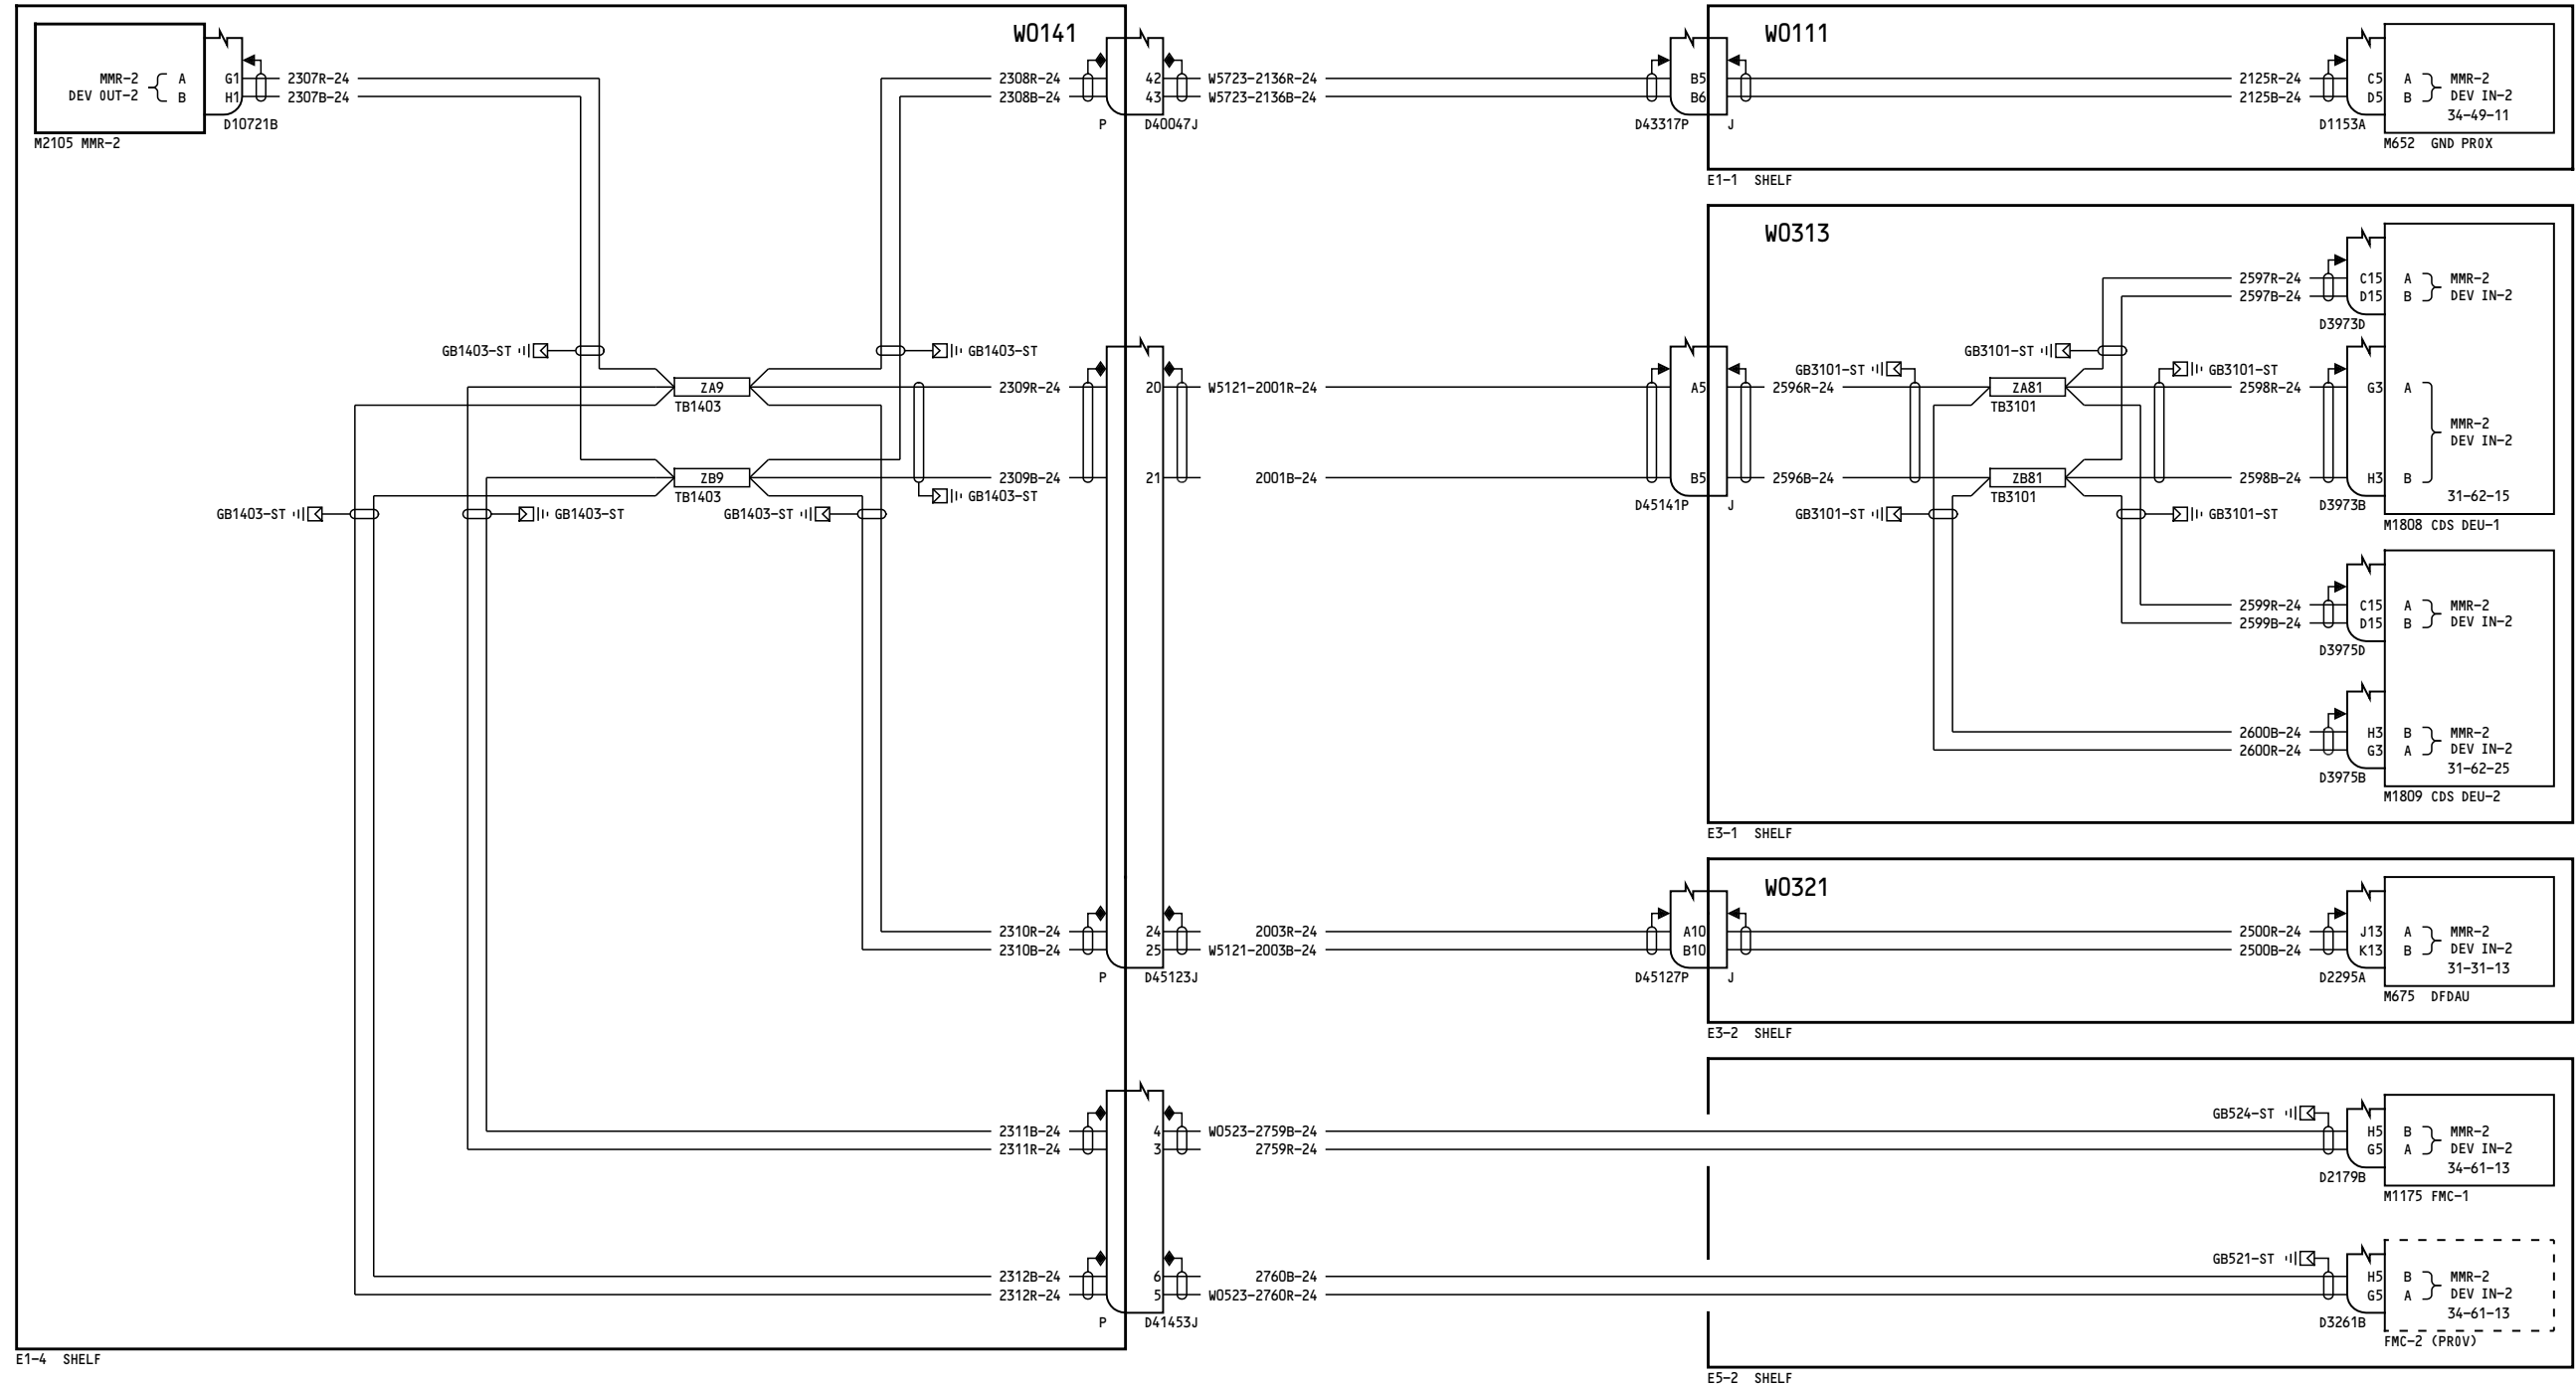 W0141
MMR-2
DEV OUT-2
A
B
G1
H1
2307R-24
2307B-24
D10721B
M2105 MMR-2
2308R-24
2308B-24
42
43
W5723-2136R-24
W5723-2136B-24
P
D40047J
B5
B6
D43317P
J
W0111
2125R-24
2125B-24
C5
D5
A
B
MMR-2
DEV IN-2
34-49-11
D1153A
M652 GND PROX
E1-1 SHELF
GB1403-ST
GB1403-ST
ZA9
TB1403
2309R-24
20
W5121-2001R-24
ZB9
TB1403
2309B-24
21
2001B-24
GB1403-ST
GB1403-ST
GB1403-ST
GB1403-ST
A5
B5
D45141P
J
W0313
2597R-24
2597B-24
C15
D15
A
B
MMR-2
DEV IN-2
D3973D
GB3101-ST
GB3101-ST
GB3101-ST
2596R-24
ZA81
TB3101
2598R-24
G3
A
MMR-2
DEV IN-2
2596B-24
ZB81
TB3101
2598B-24
H3
B
31-62-15
GB3101-ST
GB3101-ST
D3973B
M1808 CDS DEU-1
2599R-24
2599B-24
C15
D15
A
B
MMR-2
DEV IN-2
D3975D
2600B-24
2600R-24
H3
G3
B
A
MMR-2
DEV IN-2
31-62-25
D3975B
M1809 CDS DEU-2
E3-1 SHELF
2310R-24
2310B-24
24
25
2003R-24
W5121-2003B-24
P
D45123J
A10
B10
D45127P
J
W0321
2500R-24
2500B-24
J13
K13
A
B
MMR-2
DEV IN-2
31-31-13
D2295A
M675 DFDAU
E3-2 SHELF
2311B-24
2311R-24
4
3
W0523-2759B-24
2759R-24
GB524-ST
H5
G5
B
A
MMR-2
DEV IN-2
34-61-13
D2179B
M1175 FMC-1
2312B-24
2312R-24
6
5
2760B-24
W0523-2760R-24
P
D41453J
GB521-ST
H5
G5
B
A
MMR-2
DEV IN-2
34-61-13
D3261B
FMC-2 (PROV)
E1-4 SHELF
E5-2 SHELF